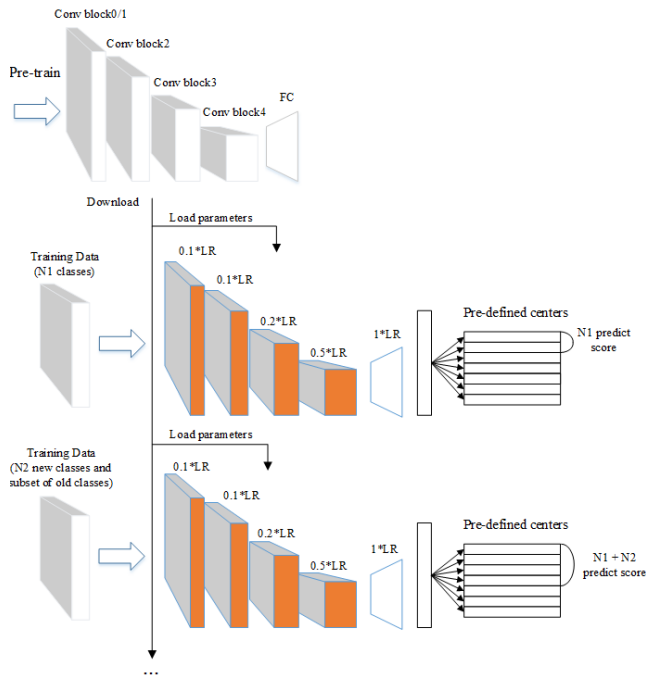 Conv block0/1
Conv block2
Pre-train
Conv block3
FC
Conv block4
Download
Load parameters
Training Data
(N1 classes)
0.1*LR
0.1*LR
0.2*LR
0.5*LR
1*LR
Pre-defined centers
N1 predict
score
Load parameters
Training Data
(N2 new classes and
subset of old classes)
0.1*LR
0.1*LR
0.2*LR
0.5*LR
1*LR
Pre-defined centers
N1 + N2
predict score
...